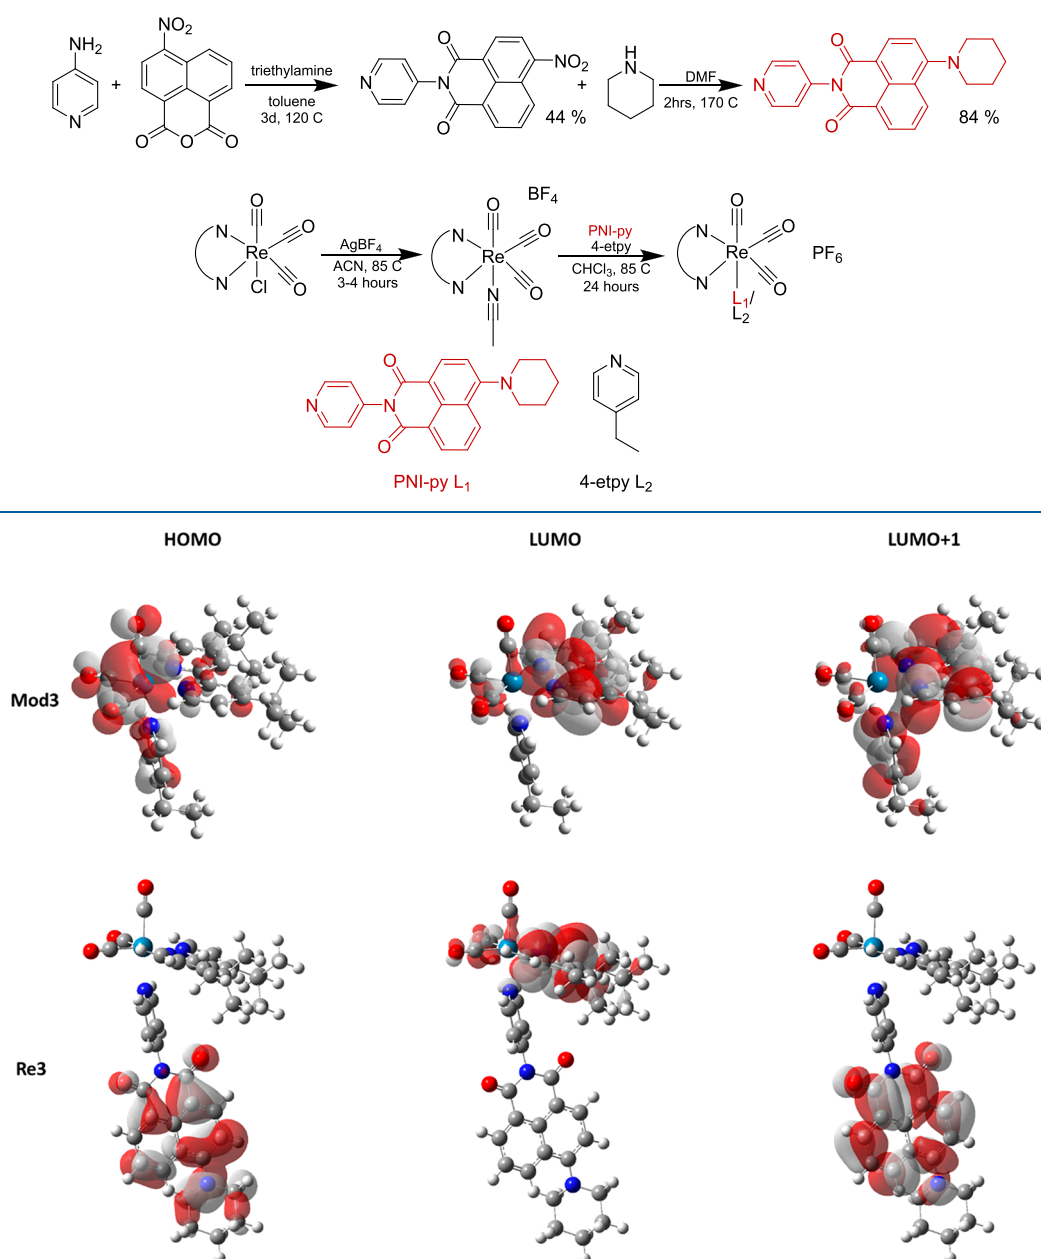 NH2
N
+
NO2
O O O
triethylamine
toluene
3d, 120 C
N
N
O
O
NO2
44 %
+
H
N
DMF
2hrs, 170 C
N
N
O
O
N
84 %
N
N
Re
Cl
O
O
O
AgBF4
ACN, 85 C
3-4 hours
BF4
N
N
Re
O
O
O
N
PNI-py
4-etpy
CHCl3, 85 C
24 hours
N
N
Re
O
O
O
L1/
L2
PF6
N
N
O
O
N
N
PNI-py L1
4-etpy L2
HOMO LUMO LUMO+1
Mod3
Re3